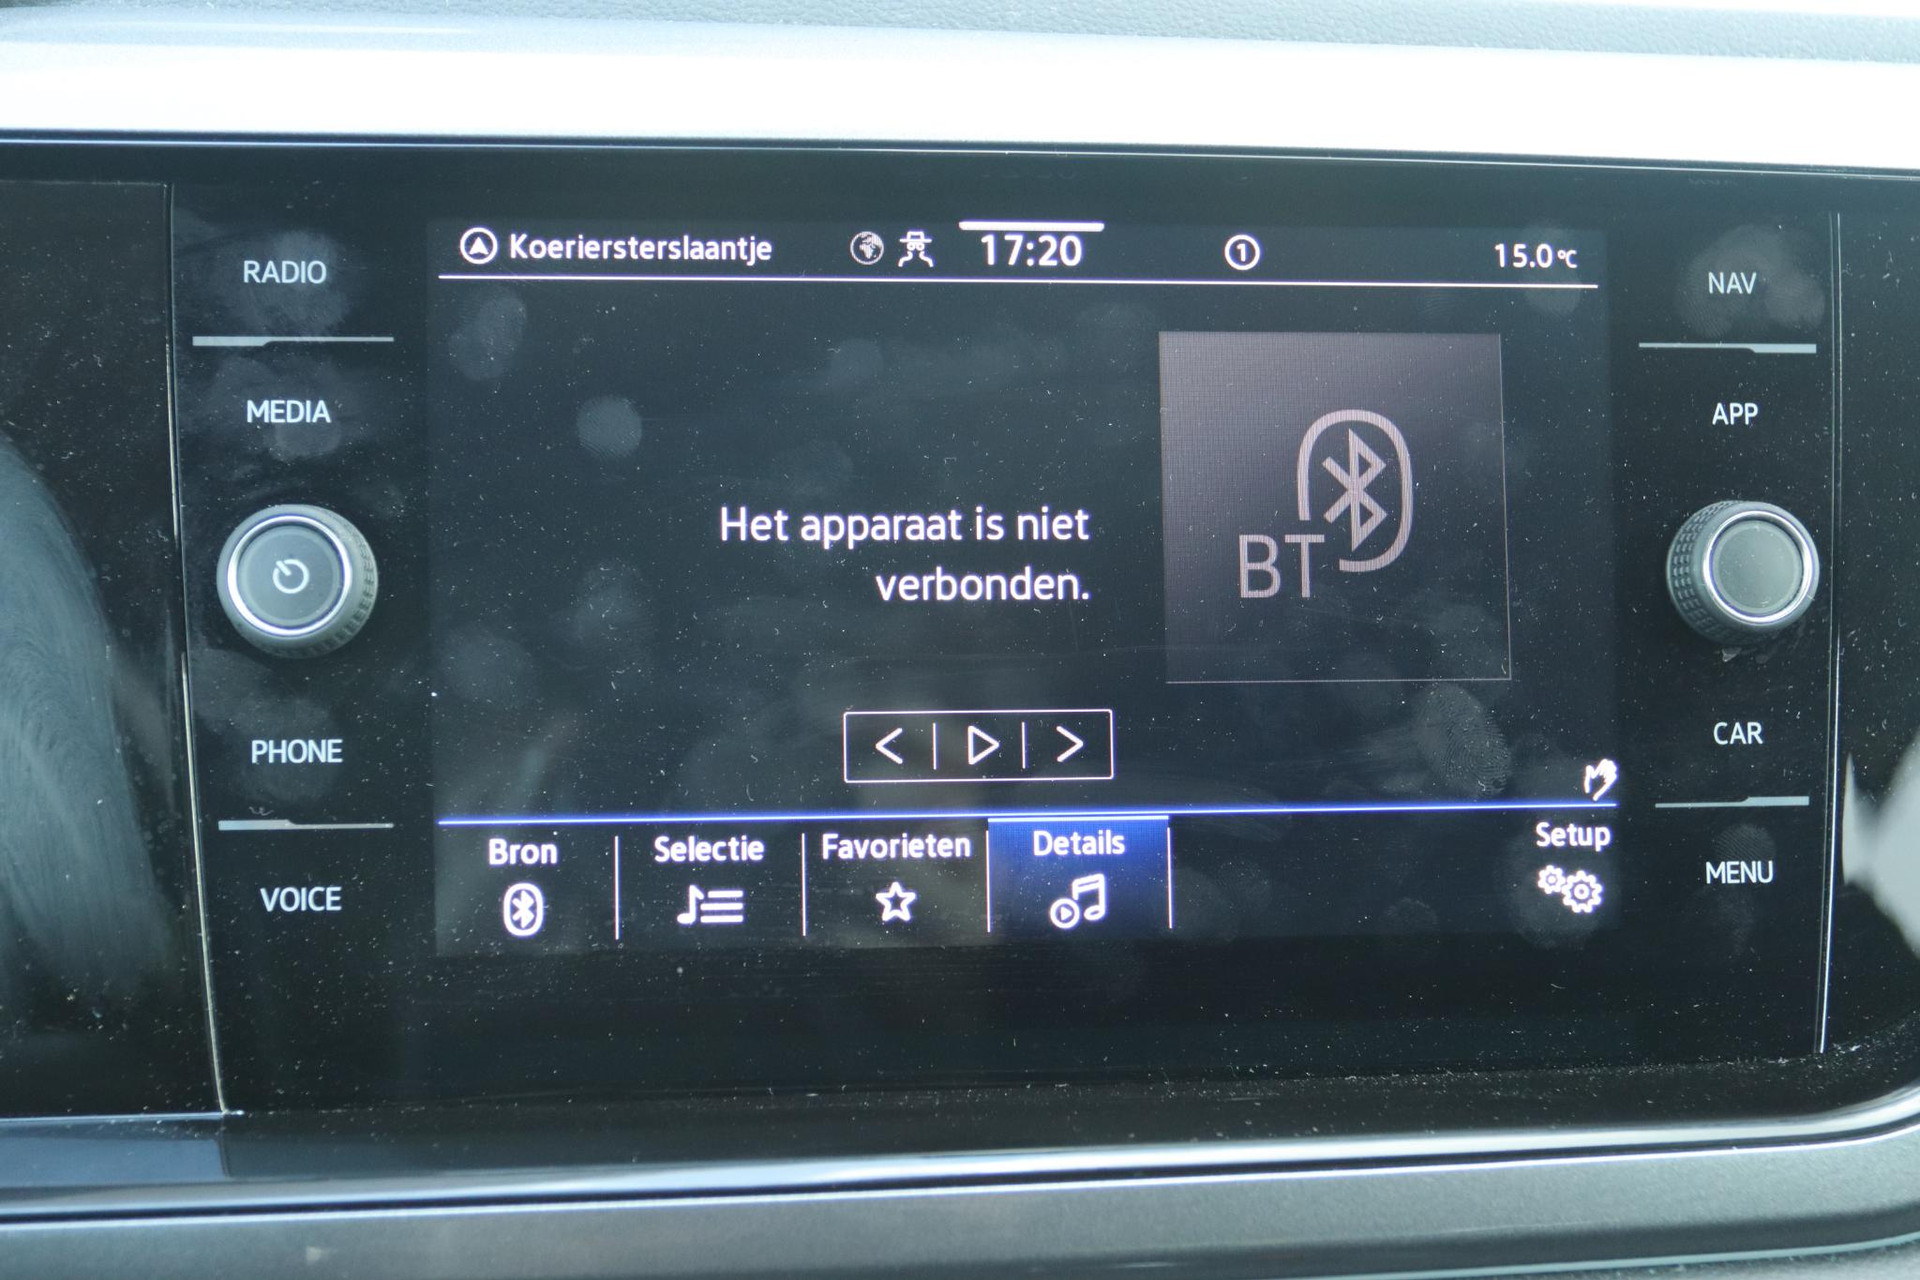 RADIO
MEDIA
PHONE
VOICE
Koeriersterslaantje
17:20
1
15.0°C
Het apparaat is niet
verbonden.
BT
Bron
Selectie
Favorieten
Details
Setup
NAV
APP
CAR
MENU